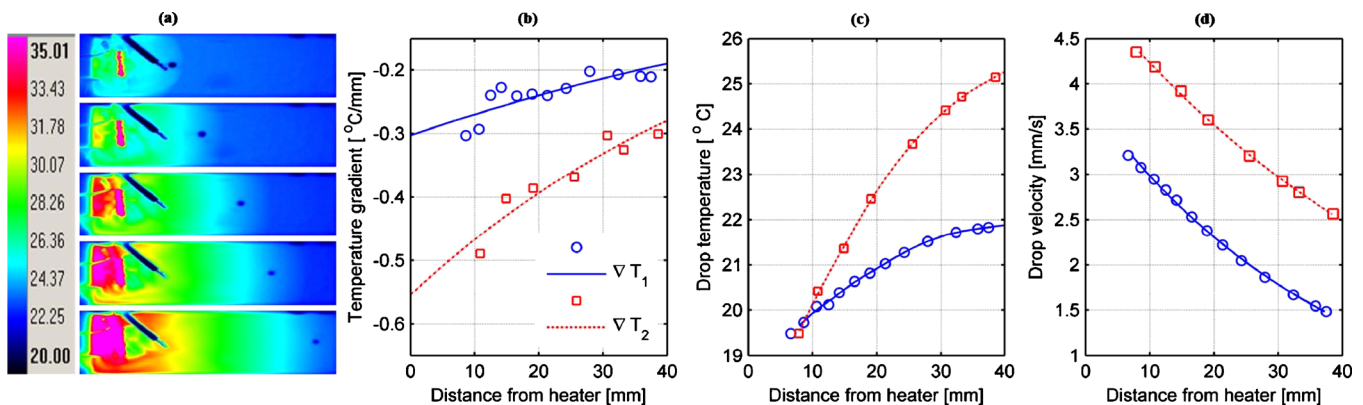 (a)
35.01
33.43
31.78
30.07
28.26
26.36
24.37
22.25
20.00
(b)
Temperature gradient [ °C/mm]
-0.2
-0.3
-0.4
-0.5
-0.6
0 10 20 30 40
Distance from heater [mm]
∇ T1
∇ T2
(c)
Drop temperature [ °C]
26
25
24
23
22
21
20
19
0 10 20 30 40
Distance from heater [mm]
(d)
Drop velocity [mm/s]
4.5
4
3.5
3
2.5
2
1.5
1
0 10 20 30 40
Distance from heater [mm]